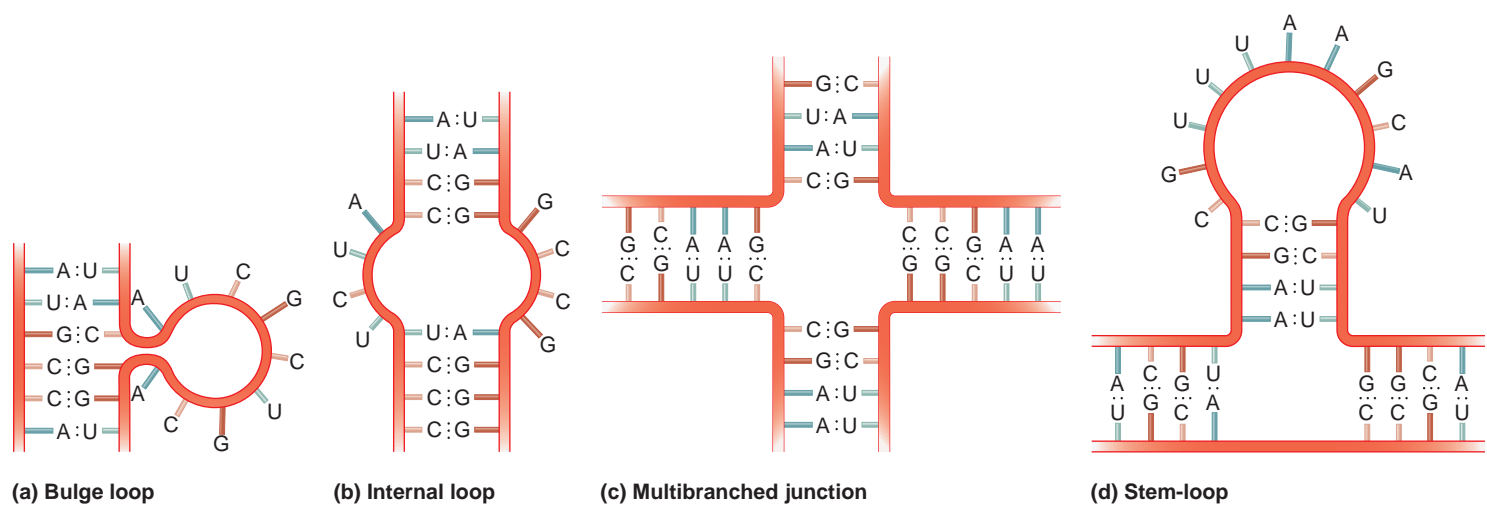 A:U
U:A
G⋮C
C⋮G
C⋮G
A:U
A
U
C
G
C
U
G
C
A
(a) Bulge loop
A:U
U:A
C⋮G
C⋮G
A
U
C
U
G
C
C
G
U:A
C⋮G
C⋮G
C⋮G
(b) Internal loop
G⋮C
U:A
A:U
C⋮G
G⋮C
C⋮G
A:U
A:U
G⋮C
C⋮G
C⋮G
G⋮C
A:U
A:U
C⋮G
G⋮C
A:U
A:U
(c) Multibranched junction
C
G
U
U
U
A
A
G
C
A
U
C⋮G
G⋮C
A:U
A:U
A:U
C⋮G
G⋮C
U:A
G⋮C
G⋮C
C⋮G
A:U
(d) Stem-loop